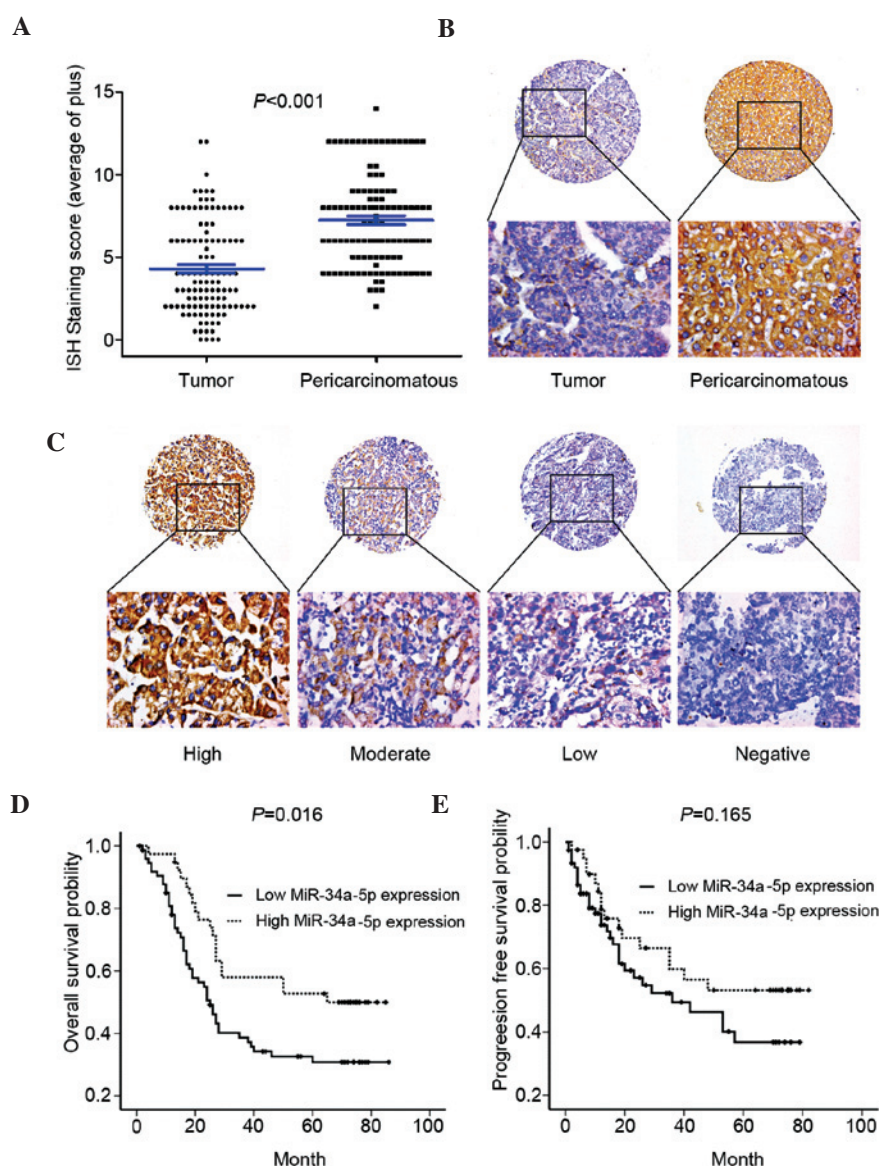 A
B
P<0.001
ISH Staining score (average of plus)
15
10
5
0
Tumor
Pericarcinomatous
Tumor
Pericarcinomatous
C
High
Moderate
Low
Negative
D
P=0.016
Overall survival probility
1.0
0.8
0.6
0.4
0.2
Low MiR-34a-5p expression
High MiR-34a-5p expression
0
20
40
60
80
100
Month
E
P=0.165
Progreesion free survival probility
1.0
0.8
0.6
0.4
0.2
Low MiR-34a-5p expression
High MiR-34a-5p expression
0
20
40
60
80
100
Month